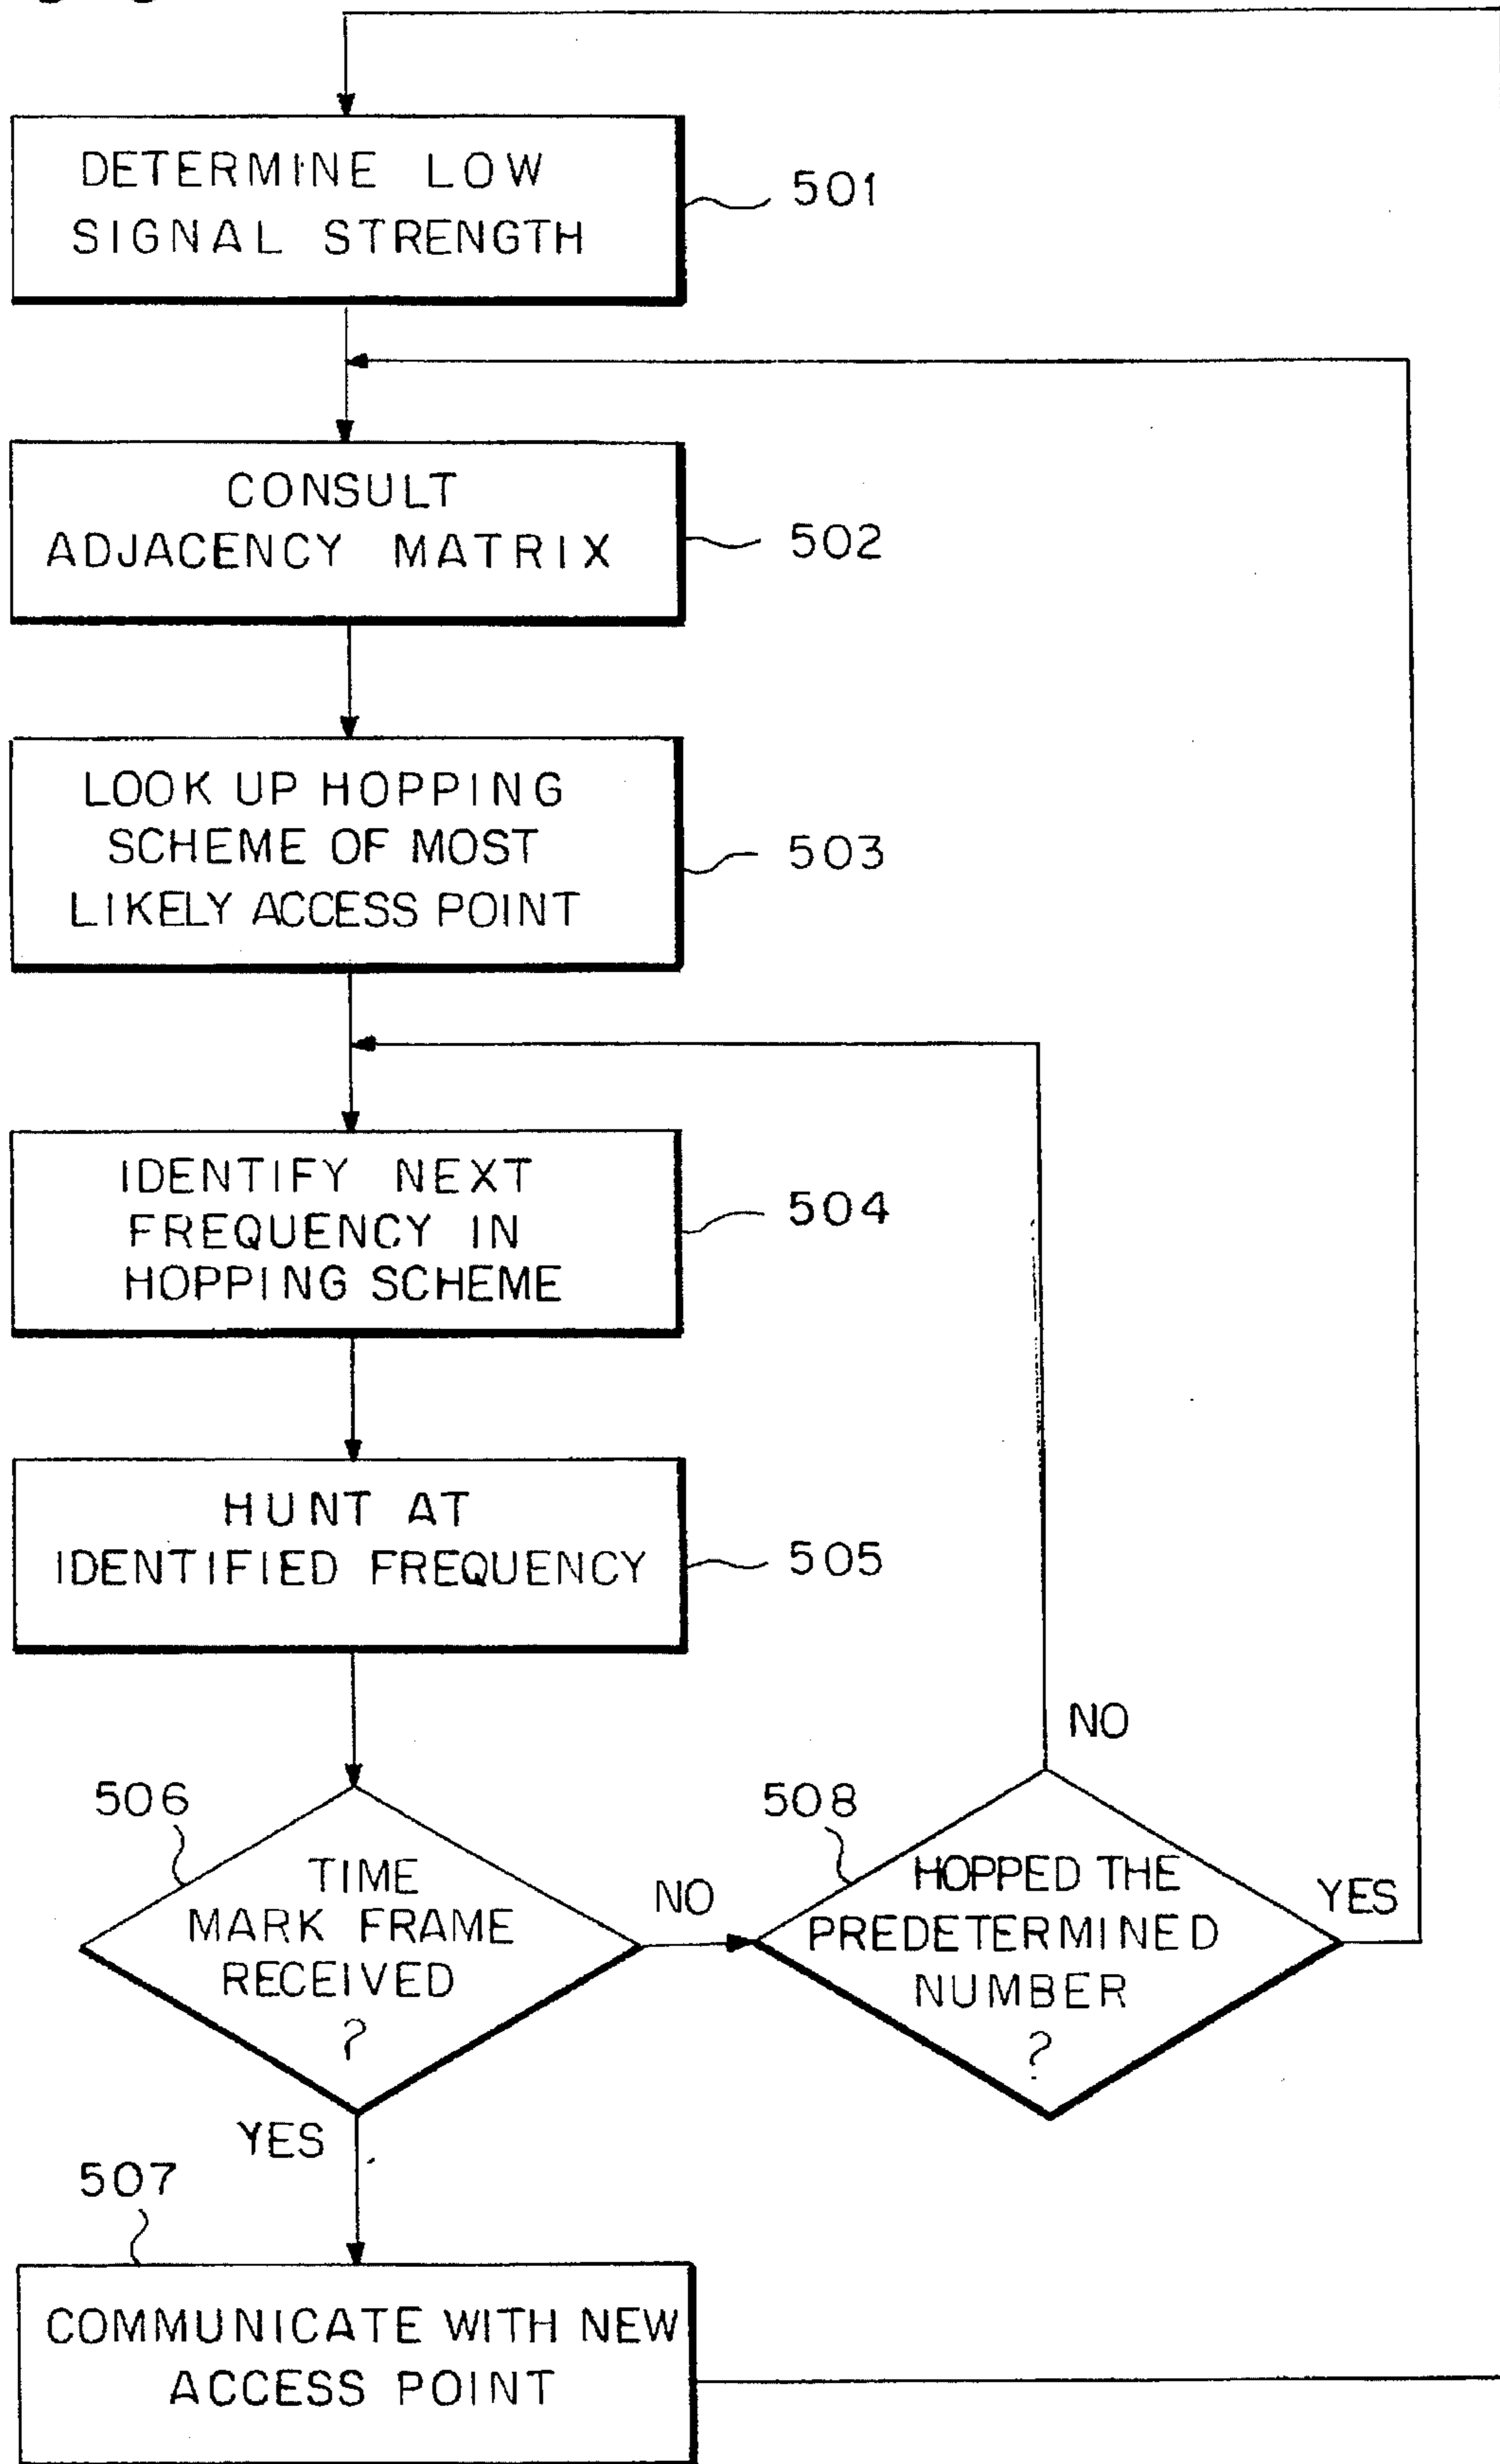 DETERMINE LOW
SIGNAL STRENGTH
501
CONSULT
ADJACENCY MATRIX
502
LOOK UP HOPPING
SCHEME OF MOST
LIKELY ACCESS POINT
503
IDENTIFY NEXT
FREQUENCY IN
HOPPING SCHEME
504
HUNT AT
IDENTIFIED FREQUENCY
505
506
TIME
MARK FRAME
RECEIVED
?
NO
YES
508
HOPPED THE
PREDETERMINED
NUMBER
?
NO
YES
507
COMMUNICATE WITH NEW
ACCESS POINT